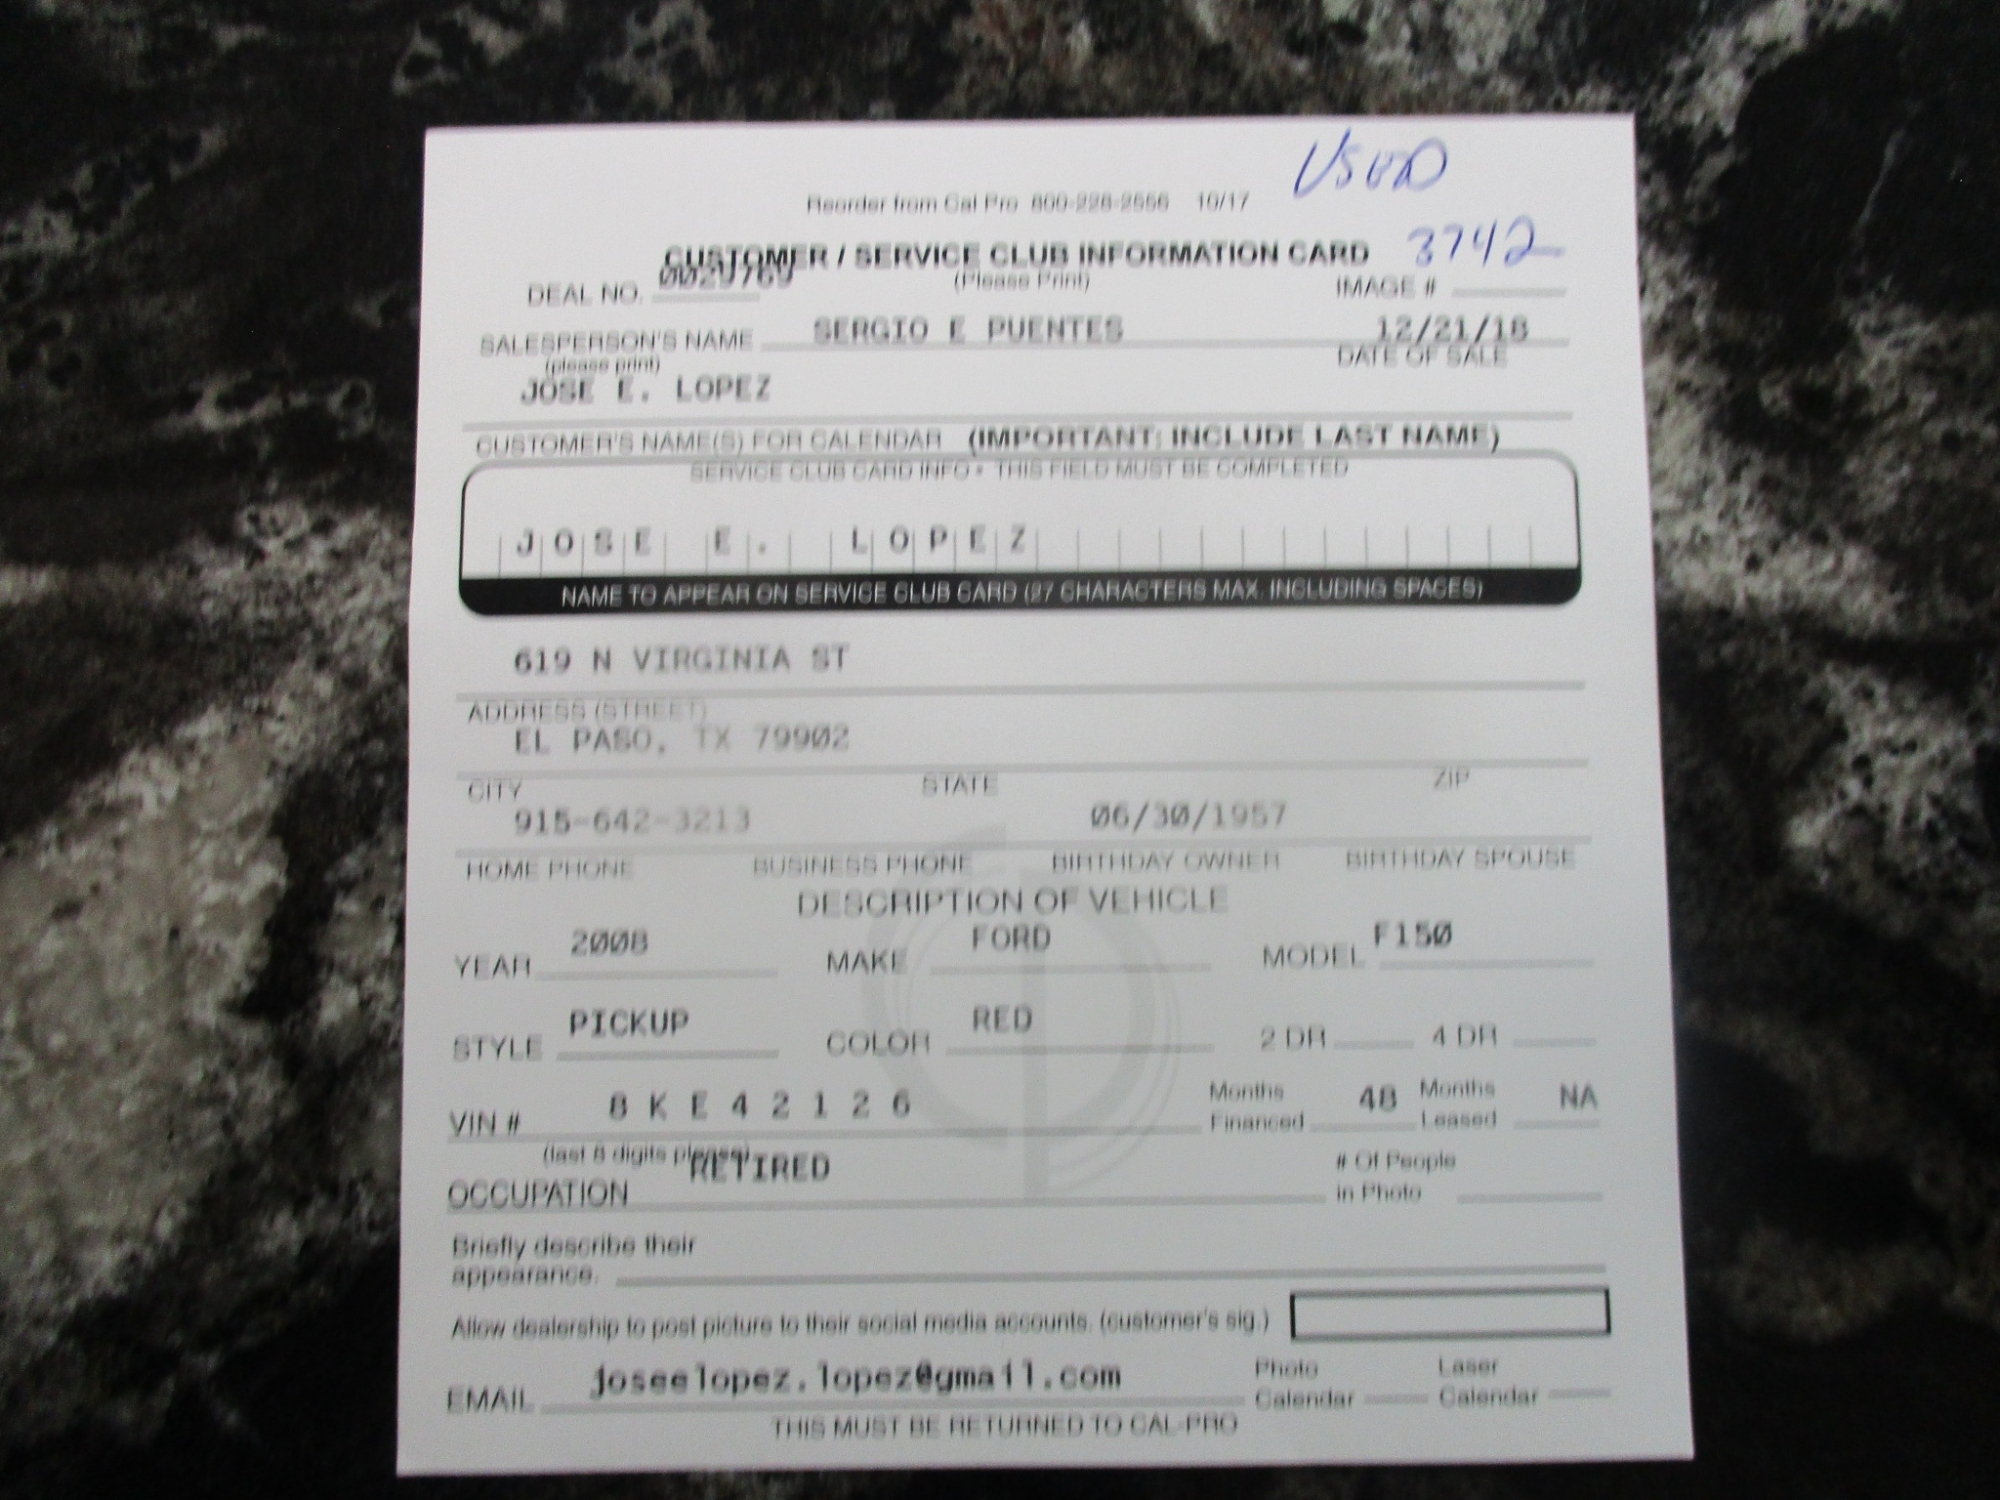 USED
Reorder from Cal Pro 800-228-2556 10/17
CUSTOMER / SERVICE CLUB INFORMATION CARD 3742
DEAL NO. 0029769 (Please Print) IMAGE #
SALESPERSON'S NAME SERGIO E PUENTES 12/21/18
(please print) DATE OF SALE
JOSE E. LOPEZ
CUSTOMER'S NAME(S) FOR CALENDAR (IMPORTANT: INCLUDE LAST NAME)
SERVICE CLUB CARD INFO • THIS FIELD MUST BE COMPLETED
JOSE E. LOPEZ
NAME TO APPEAR ON SERVICE CLUB CARD (27 CHARACTERS MAX. INCLUDING SPACES)
619 N VIRGINIA ST
ADDRESS (STREET)
EL PASO, TX 79902
CITY STATE ZIP
915-642-3213 06/30/1957
HOME PHONE BUSINESS PHONE BIRTHDAY OWNER BIRTHDAY SPOUSE
DESCRIPTION OF VEHICLE
YEAR 2008 MAKE FORD MODEL F150
STYLE PICKUP COLOR RED 2 DR 4 DR
VIN # 8 K E 4 2 1 2 6 Months Financed 48 Months Leased NA
(last 8 digits please)
OCCUPATION RETIRED # Of People in Photo
Briefly describe their
appearance.
Allow dealership to post picture to their social media accounts. (customer's sig.)
EMAIL joseelopez.lopez@gmail.com Photo Calendar Laser Calendar
THIS MUST BE RETURNED TO CAL-PRO